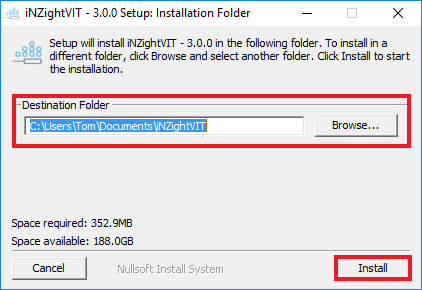 iNZightVIT - 3.0.0 Setup: Installation Folder
Setup will install iNZightVIT - 3.0.0 in the following folder. To install in a
different folder, click Browse and select another folder. Click Install to start
the installation.
Destination Folder
C:\Users\Tom\Documents\iNZightVIT
Browse...
Space required: 352.9MB
Space available: 188.0GB
Cancel
Nullsoft Install System
Install